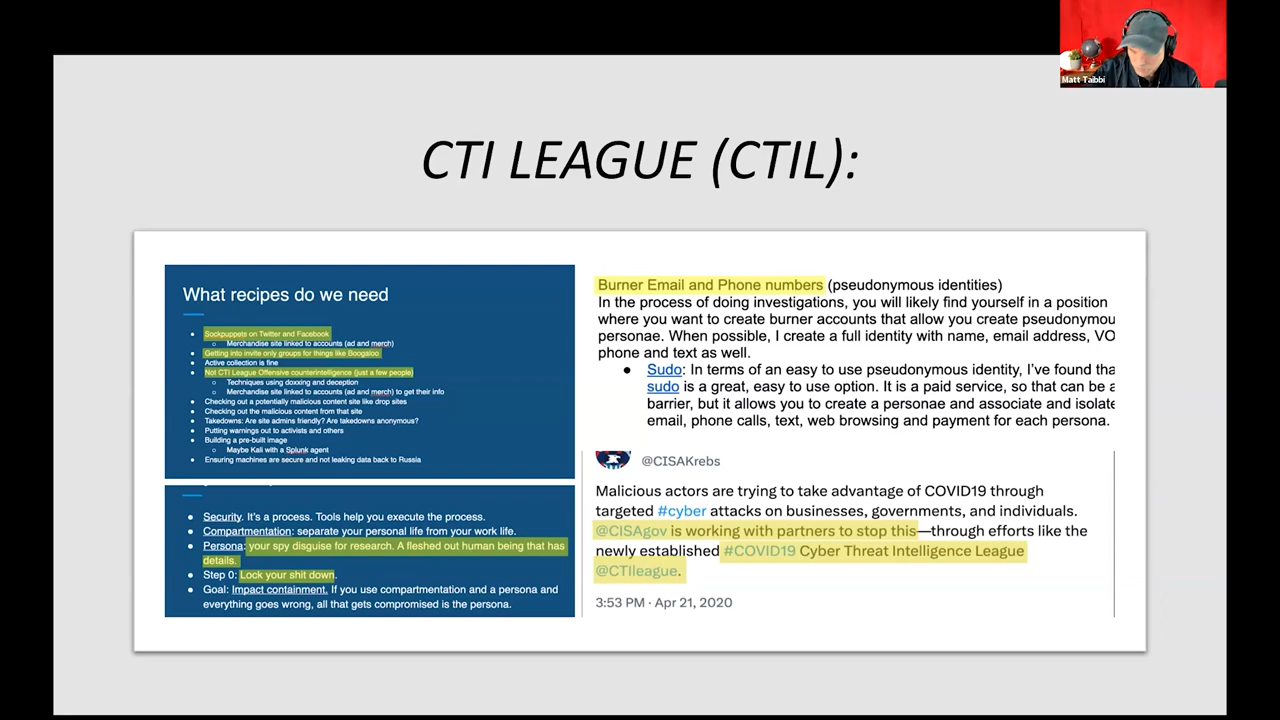 Matt Taibbi
CTI LEAGUE (CTIL):
What recipes do we need
Sockpuppets on Twitter and Facebook
Merchandise site linked to accounts (ad and merch)
Getting into invite only groups for things like Boogaloo
Active collection is fine
Not CTI League Offensive counterintelligence (just a few people)
Techniques using doxxing and deception
Merchandise site linked to accounts (ad and merch) to get their info
Checking out a potentially malicious content site like drop sites
Checking out the malicious content from that site
Takedowns: Are site admins friendly? Are takedowns anonymous?
Putting warnings out to activists and others
Building a pre-built image
Maybe Kali with a Splunk agent
Ensuring machines are secure and not leaking data back to Russia
Security. It's a process. Tools help you execute the process.
Compartmentation: separate your personal life from your work life.
Persona: your spy disguise for research. A fleshed out human being that has
details.
Step 0: Lock your shit down.
Goal: Impact containment. If you use compartmentation and a persona and
everything goes wrong, all that gets compromised is the persona.
Burner Email and Phone numbers (pseudonymous identities)
In the process of doing investigations, you will likely find yourself in a position
where you want to create burner accounts that allow you create pseudonymou
personae. When possible, I create a full identity with name, email address, VO
phone and text as well.
Sudo: In terms of an easy to use pseudonymous identity, I've found tha
sudo is a great, easy to use option. It is a paid service, so that can be a
barrier, but it allows you to create a personae and associate and isolate
email, phone calls, text, web browsing and payment for each persona.
@CISAKrebs
Malicious actors are trying to take advantage of COVID19 through
targeted #cyber attacks on businesses, governments, and individuals.
@CISAgov is working with partners to stop this—through efforts like the
newly established #COVID19 Cyber Threat Intelligence League
@CTIleague.
3:53 PM · Apr 21, 2020